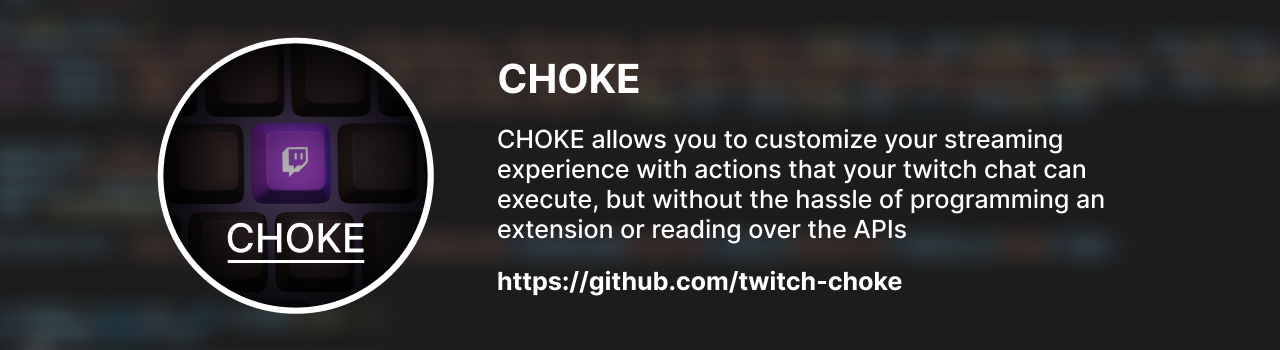 CHOKE
CHOKE
CHOKE allows you to customize your streaming
experience with actions that your twitch chat can
execute, but without the hassle of programming an
extension or reading over the APIs
https://github.com/twitch-choke